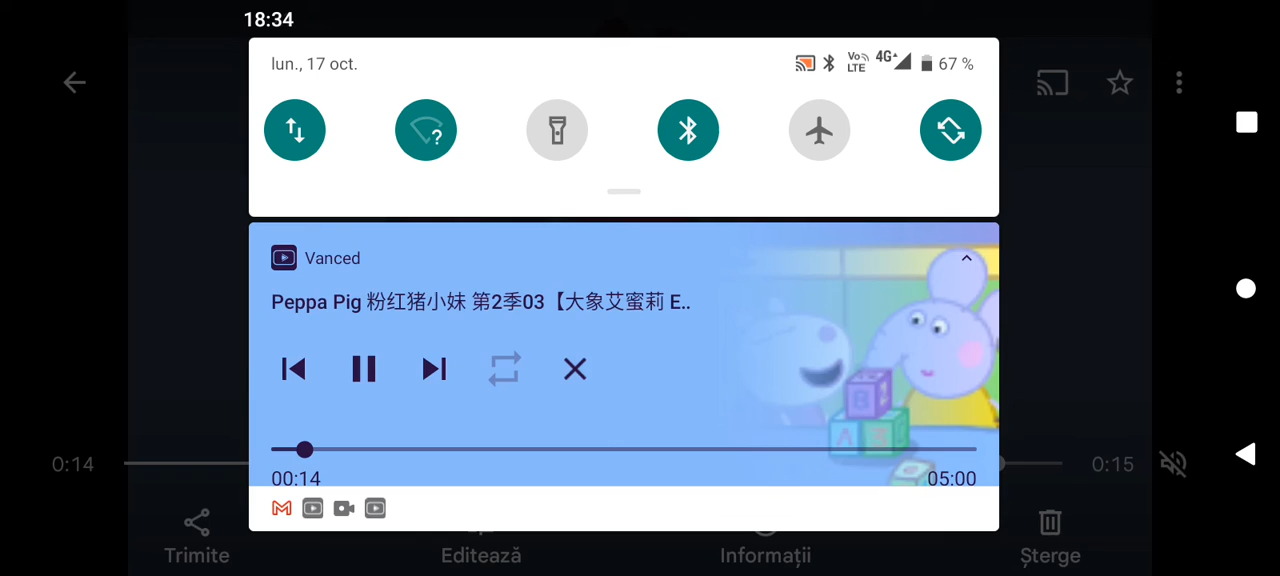 18:34
lun., 17 oct.
Vo LTE 4G 67 %
Vanced
Peppa Pig 粉红猪小妹 第2季03【大象艾蜜莉 E..
B
A
00:14 05:00
0:14 0:15
Trimite Editează Informații Șterge